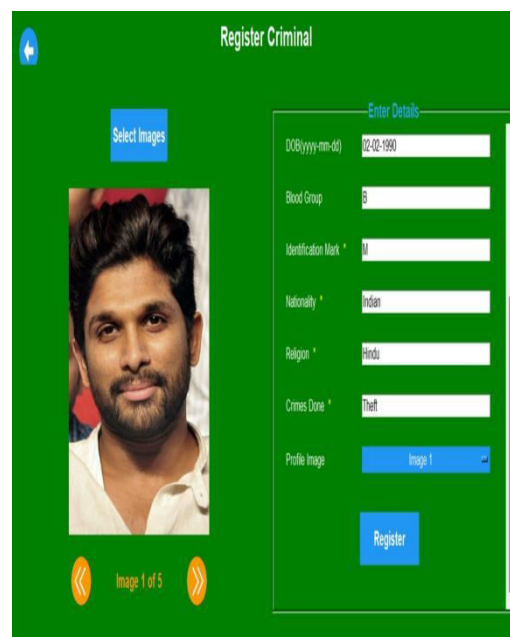 Register Criminal
Select Images
Enter Details
DOB(yyyy-mm-dd) 02-02-1990
Blood Group B
Identification Mark * M
Nationality * Indian
Religion * Hindu
Crimes Done * Theft
Profile Image Image 1
Register
Image 1 of 5